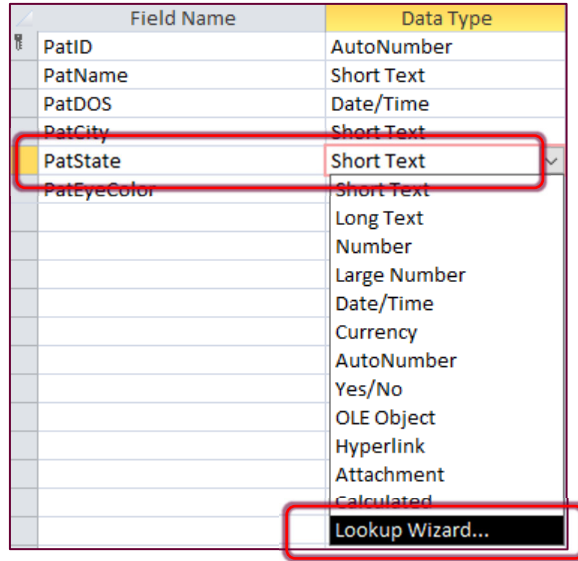 Field Name Data Type
PatID AutoNumber
PatName Short Text
PatDOS Date/Time
PatCity Short Text
PatState Short Text
PatEyeColor Short Text
Long Text
Number
Large Number
Date/Time
Currency
AutoNumber
Yes/No
OLE Object
Hyperlink
Attachment
Calculated
Lookup Wizard...